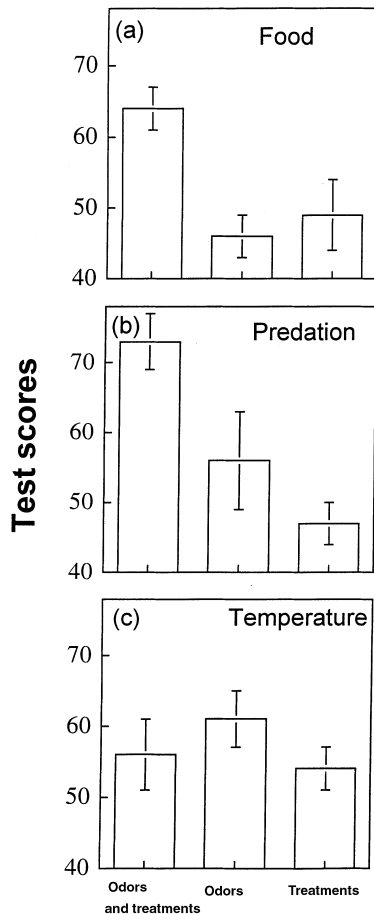 (a)
Food
70
60
50
40
(b)
Predation
70
60
50
40
Test scores
(c)
Temperature
70
60
50
40
Odors
and treatments
Odors
Treatments